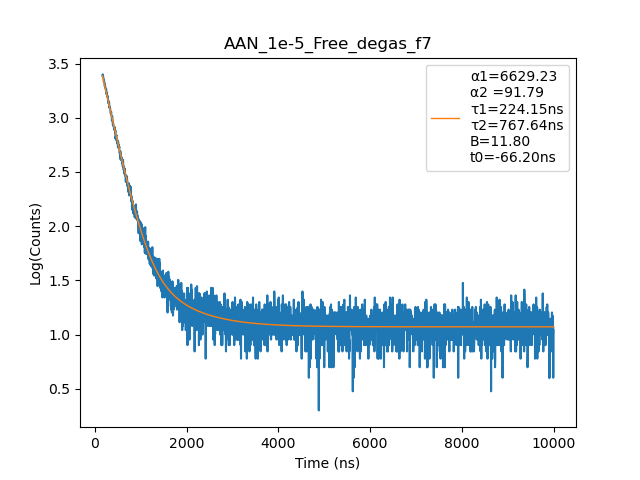 AAN_1e-5_Free_degas_f7
α1=6629.23
α2 =91.79
τ1=224.15ns
τ2=767.64ns
B=11.80
t0=-66.20ns
Log(Counts)
3.5
3.0
2.5
2.0
1.5
1.0
0.5
0 2000 4000 6000 8000 10000
Time (ns)